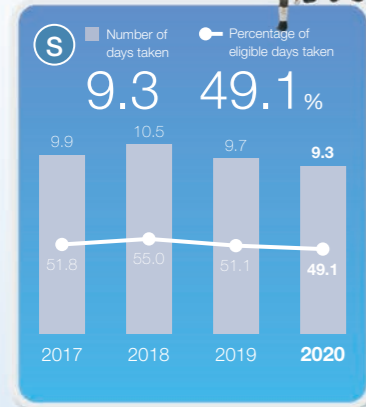 S
Number of
days taken
Percentage of
eligible days taken
9.3 49.1%
9.9 10.5 9.7 9.3
51.8 55.0 51.1 49.1
2017 2018 2019 2020